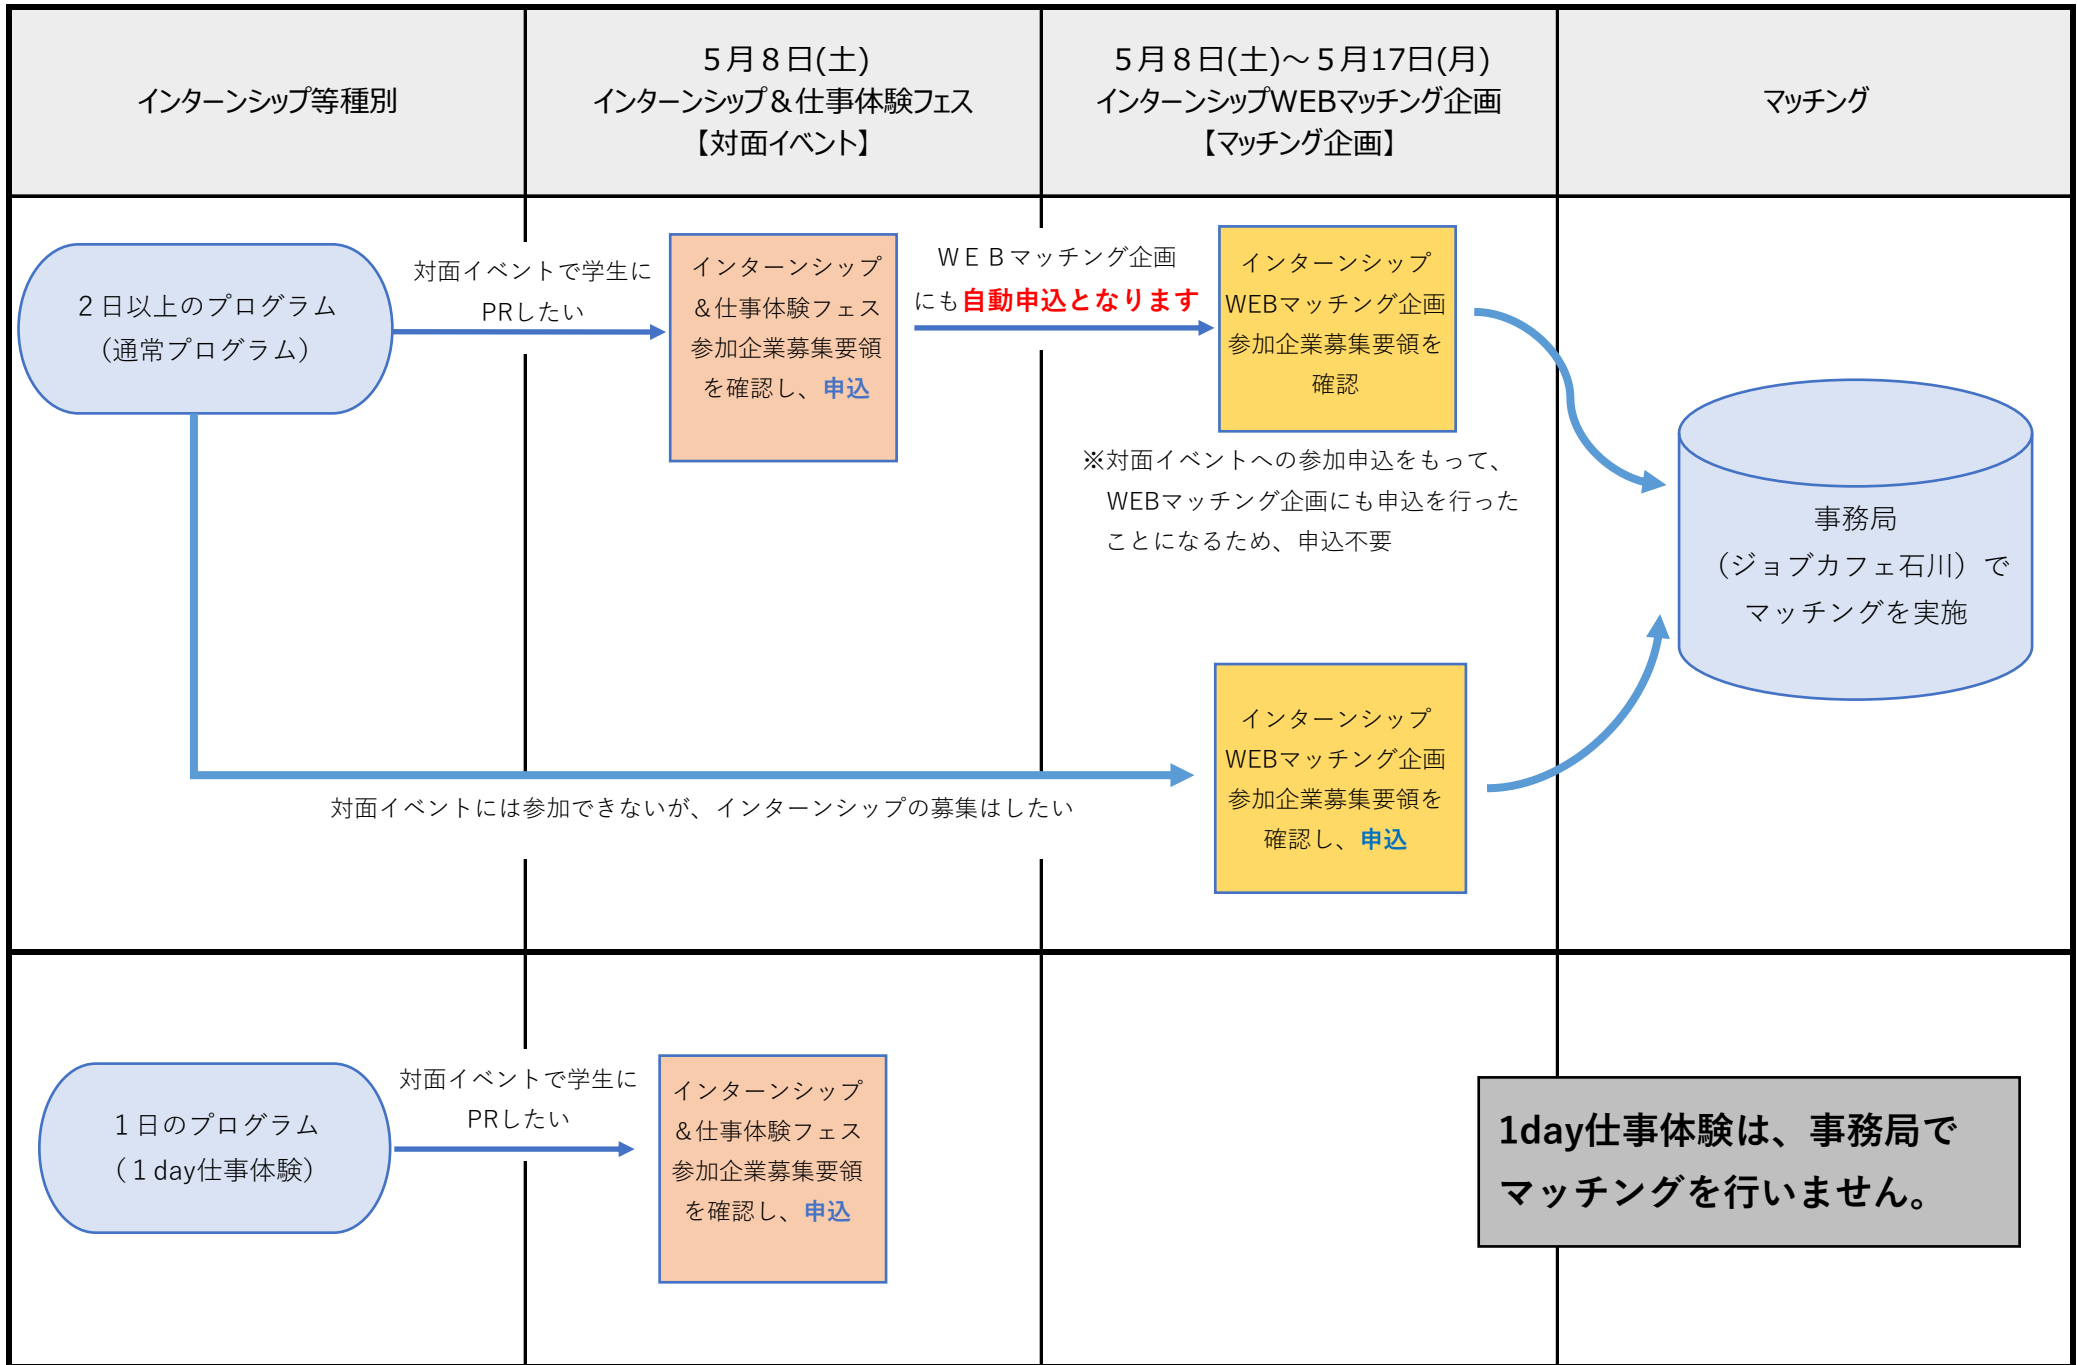 インターンシップ等種別
５月８日(土)
インターンシップ＆仕事体験フェス
【対面イベント】
５月８日(土)～５月17日(月)
インターンシップWEBマッチング企画
【マッチング企画】
マッチング
２日以上のプログラム
（通常プログラム）
対面イベントで学生に
PRしたい
インターンシップ
＆仕事体験フェス
参加企業募集要領
を確認し、申込
ＷＥＢマッチング企画
にも自動申込となります
インターンシップ
WEBマッチング企画
参加企業募集要領を
確認
※対面イベントへの参加申込をもって、
WEBマッチング企画にも申込を行った
ことになるため、申込不要
事務局
（ジョブカフェ石川）で
マッチングを実施
インターンシップ
WEBマッチング企画
参加企業募集要領を
確認し、申込
対面イベントには参加できないが、インターンシップの募集はしたい
１日のプログラム
（１day仕事体験）
対面イベントで学生に
PRしたい
インターンシップ
＆仕事体験フェス
参加企業募集要領
を確認し、申込
1day仕事体験は、事務局で
マッチングを行いません。